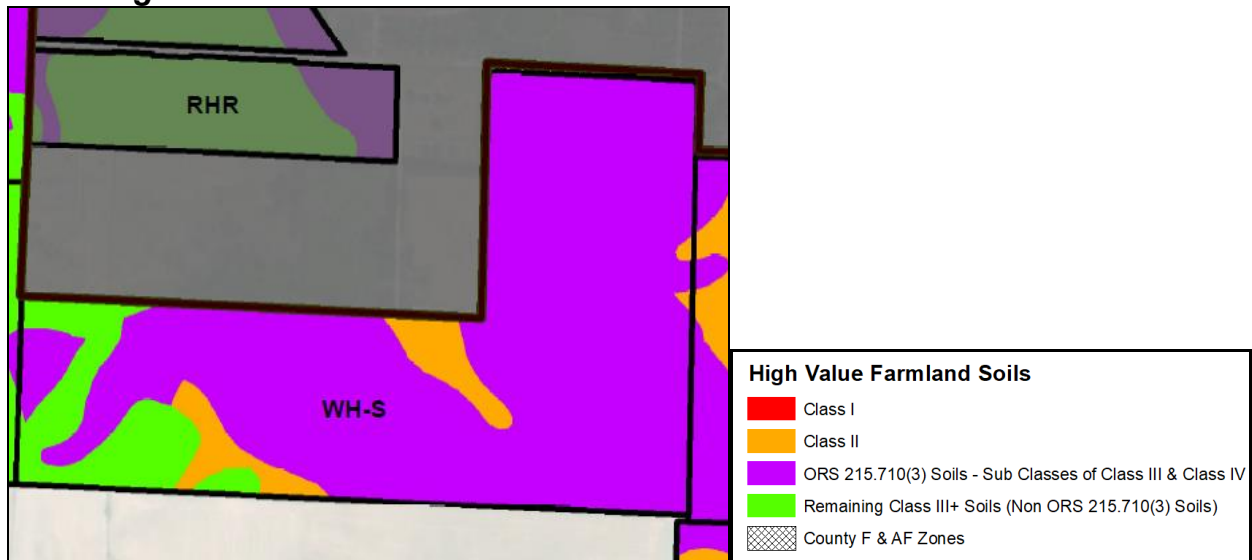 RHR
WH-S
High Value Farmland Soils
Class I
Class II
ORS 215.710(3) Soils - Sub Classes of Class III & Class IV
Remaining Class III+ Soils (Non ORS 215.710(3) Soils)
County F & AF Zones